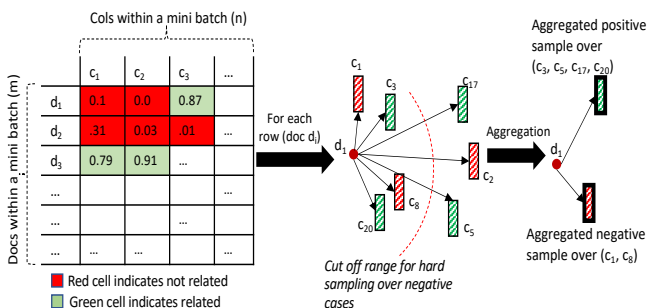 Cols within a mini batch (n)
Docs within a mini batch (m)
c1 c2 c3 ...
d1 0.1 0.0 0.87
d2 .31 0.03 .01 ...
d3 0.79 0.91 ...
... ...
... ...
... ... ... ...
Red cell indicates not related
Green cell indicates related
For each
row (doc di)
c1
c3
c17
d1
c2
c8
c20
c5
Cut off range for hard
sampling over negative
cases
Aggregation
Aggregated positive
sample over
(c3, c5, c17, c20)
d1
Aggregated negative
sample over (c1, c8)